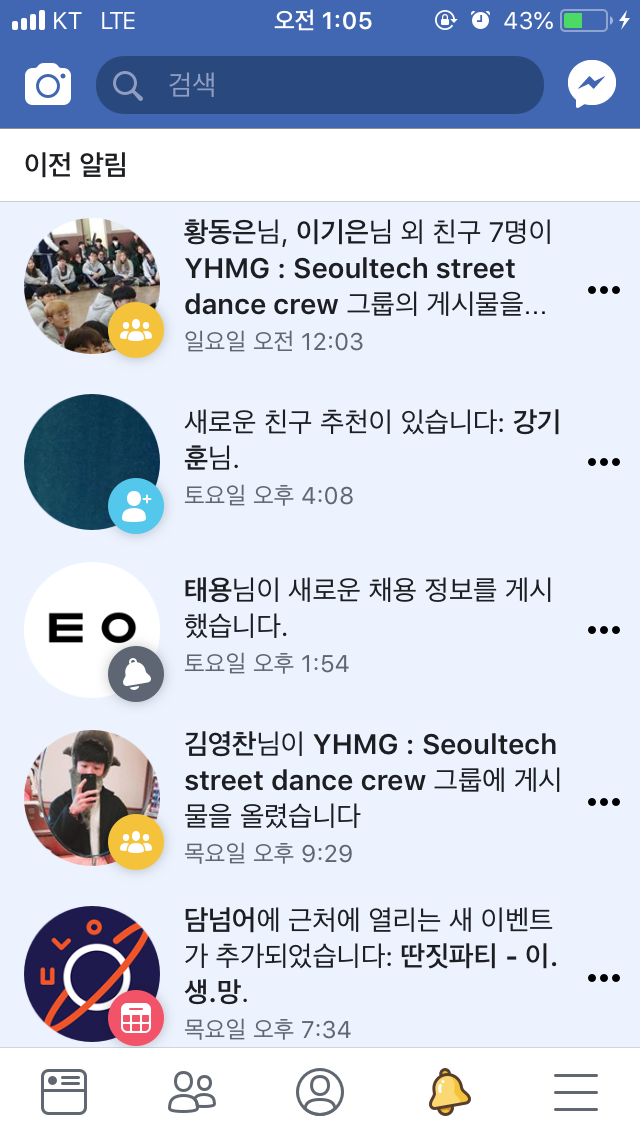 KT LTE 오전 1:05 43%
검색
이전 알림
황동은님, 이기은님 외 친구 7명이
YHMG : Seoultech street
dance crew 그룹의 게시물을...
일요일 오전 12:03
새로운 친구 추천이 있습니다: 강기
훈님.
토요일 오후 4:08
ㅌㅇ
태용님이 새로운 채용 정보를 게시
했습니다.
토요일 오후 1:54
김영찬님이 YHMG : Seoultech
street dance crew 그룹에 게시
물을 올렸습니다
목요일 오후 9:29
담넘어에 근처에 열리는 새 이벤트
가 추가되었습니다: 딴짓파티 - 이.
생.망.
목요일 오후 7:34